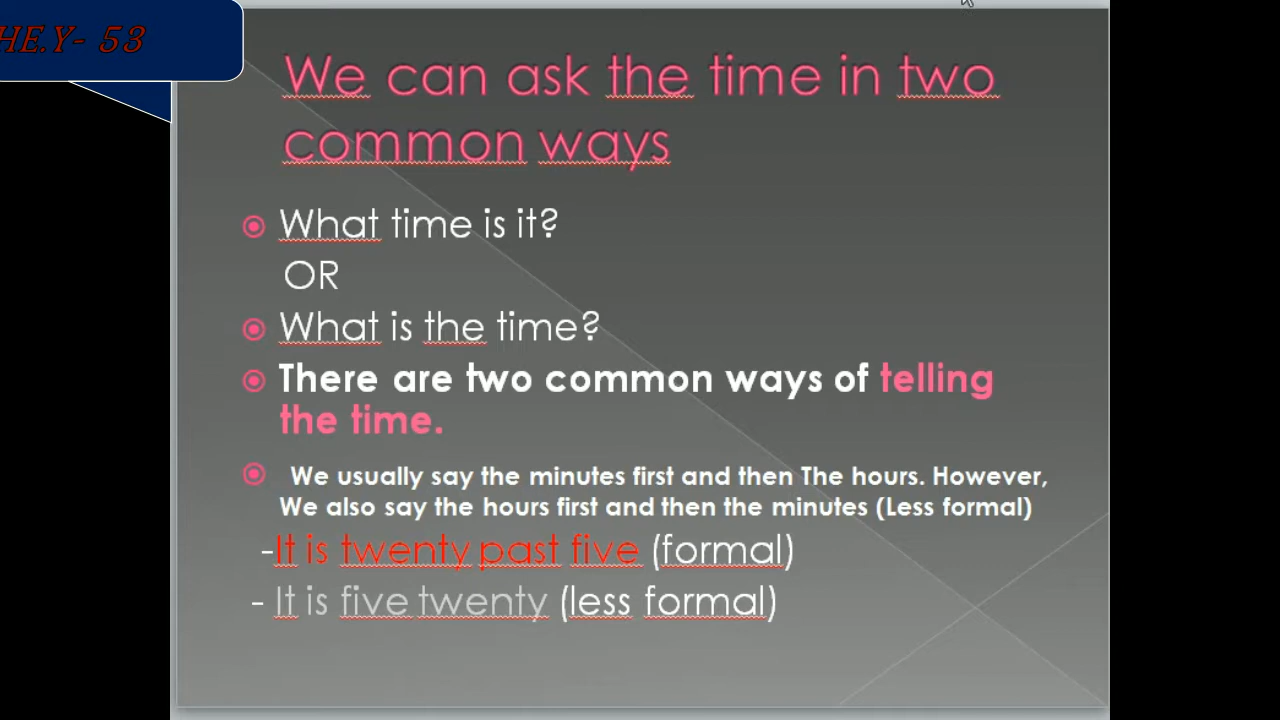 HE.Y- 53
We can ask the time in two
common ways
What time is it?
OR
What is the time?
There are two common ways of telling
the time.
We usually say the minutes first and then The hours. However,
We also say the hours first and then the minutes (Less formal)
-It is twenty past five (formal)
- It is five twenty (less formal)